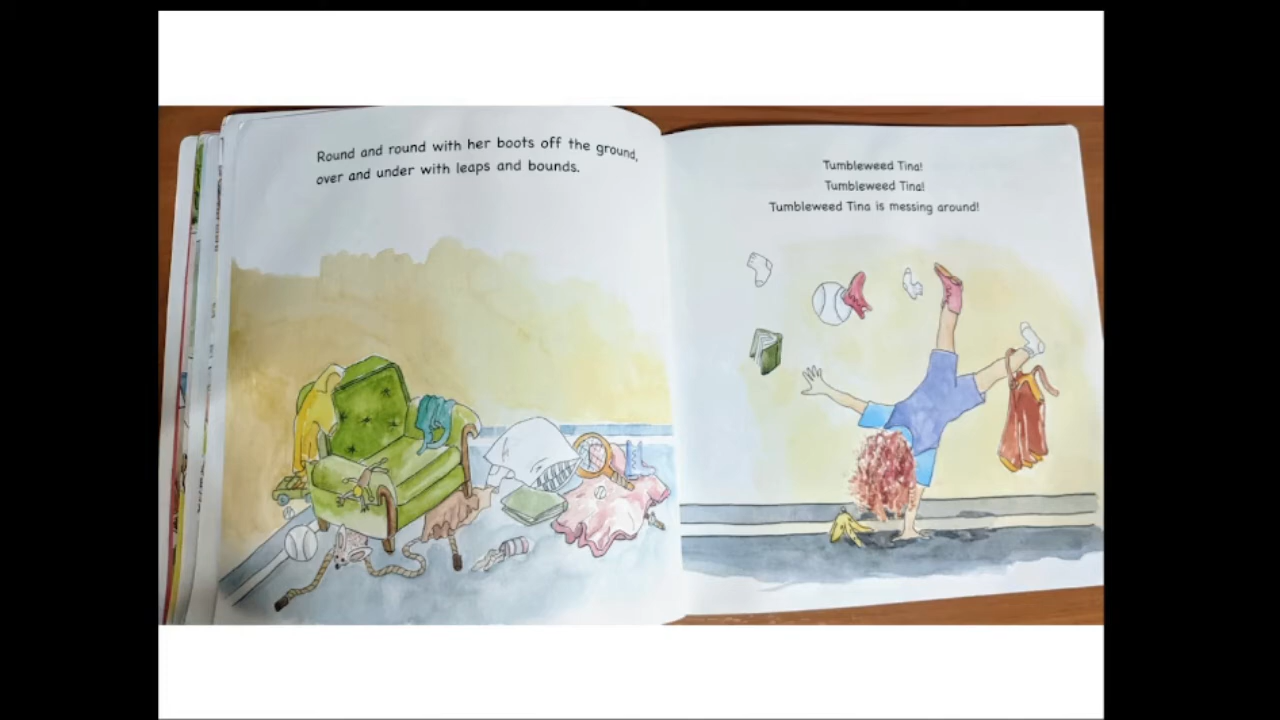 Round and round with her boots off the ground,
over and under with leaps and bounds.
Tumbleweed Tina!
Tumbleweed Tina!
Tumbleweed Tina is messing around!